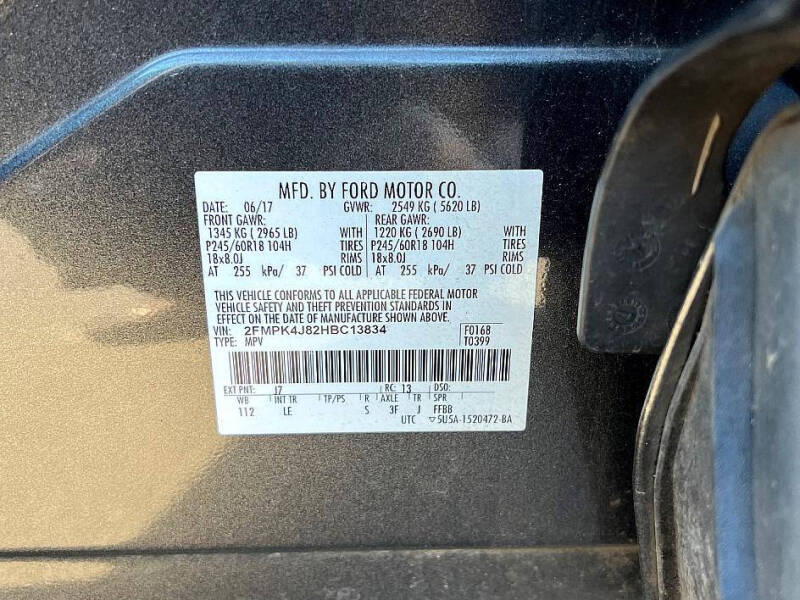 MFD. BY FORD MOTOR CO.
DATE: 06/17 GVWR: 2549 KG ( 5620 LB)
FRONT GAWR: REAR GAWR:
1345 KG ( 2965 LB) WITH 1220 KG ( 2690 LB) WITH
P245/60R18 104H TIRES P245/60R18 104H TIRES
18x8.0J RIMS 18x8.0J RIMS
AT 255 kPa/ 37 PSI COLD AT 255 kPa/ 37 PSI COLD
THIS VEHICLE CONFORMS TO ALL APPLICABLE FEDERAL MOTOR
VEHICLE SAFETY AND THEFT PREVENTION STANDARDS IN
EFFECT ON THE DATE OF MANUFACTURE SHOWN ABOVE.
VIN: 2FMPK4J82HBC13834 F0168
TYPE: MPV T0399
EXT PNT: J7 RC: 13 DSO:
WB INT TR TP/PS R AXLE TR SPR
112 LE S 3F J FFBB
UTC ▽5U5A-1520472-BA